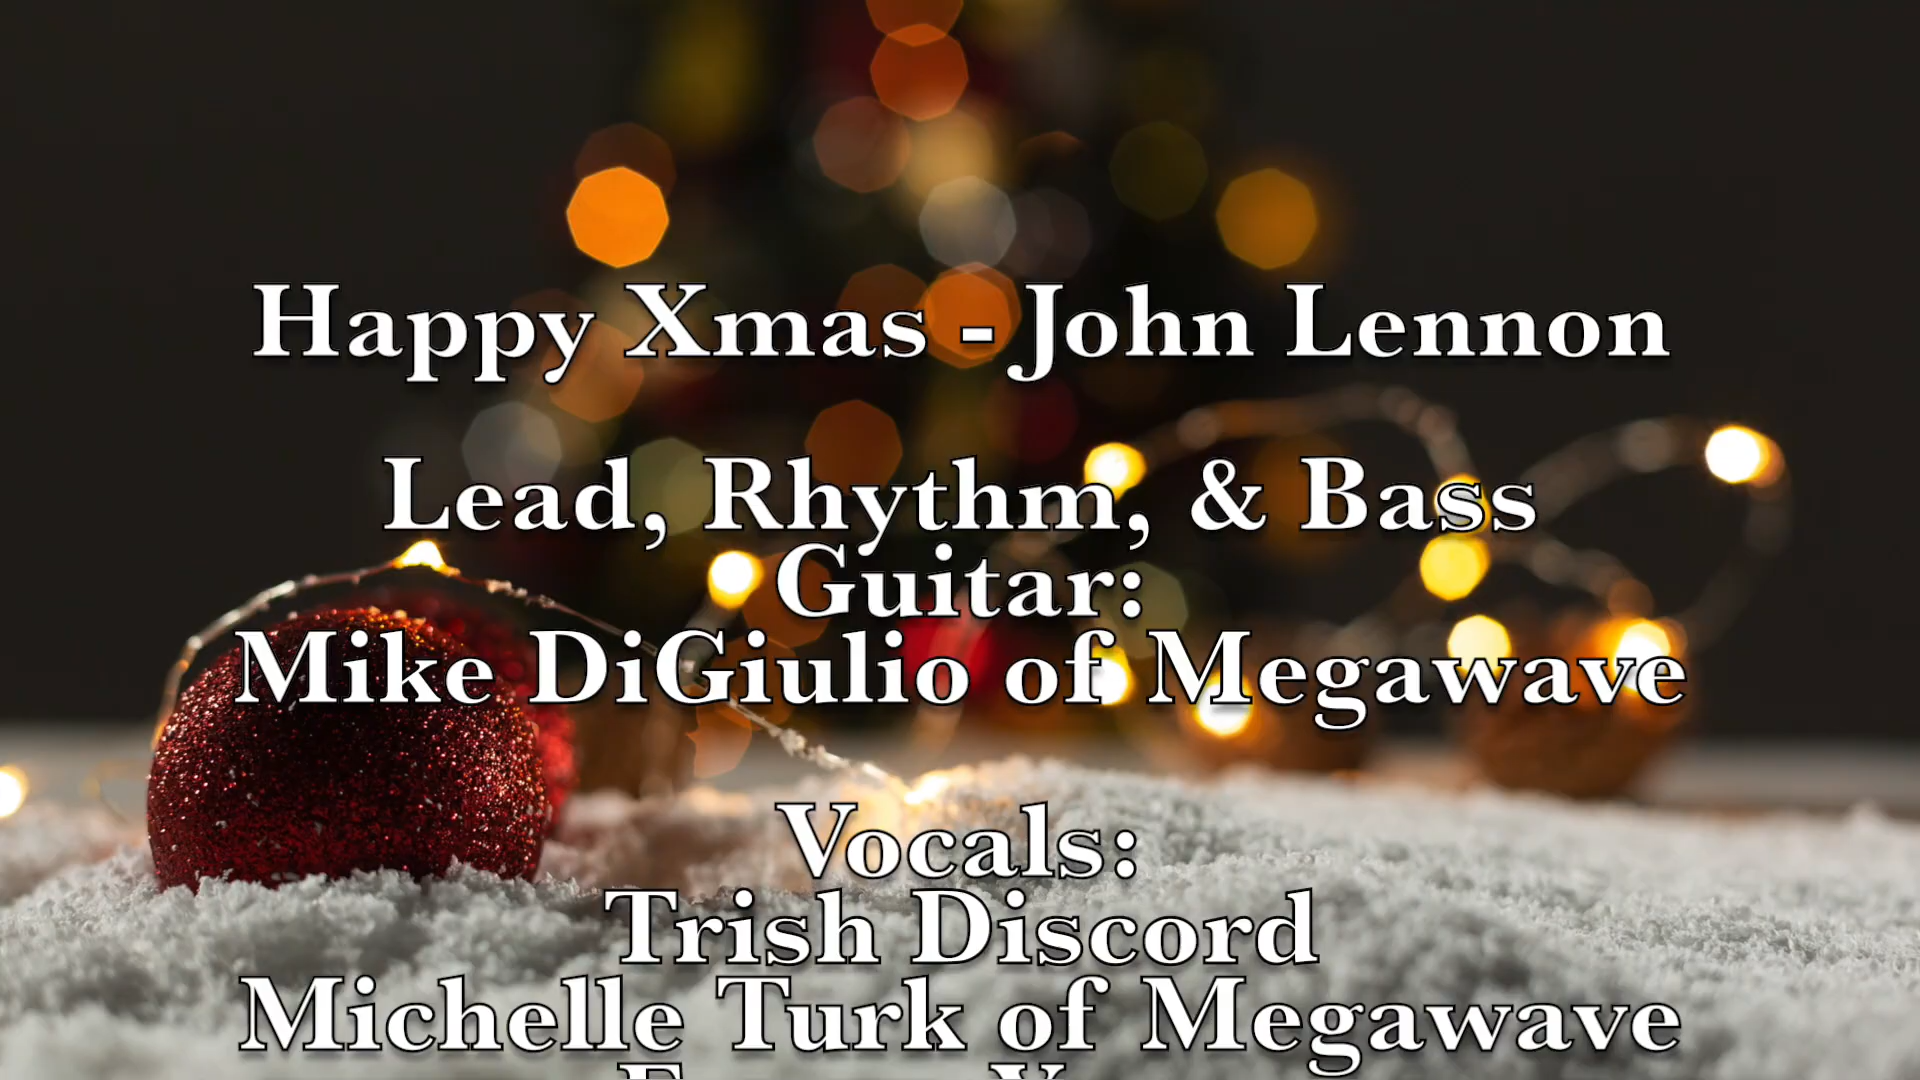 Happy Xmas - John Lennon
Lead, Rhythm, & Bass
Guitar:
Mike DiGiulio of Megawave
Vocals:
Trish Discord
Michelle Turk of Megawave